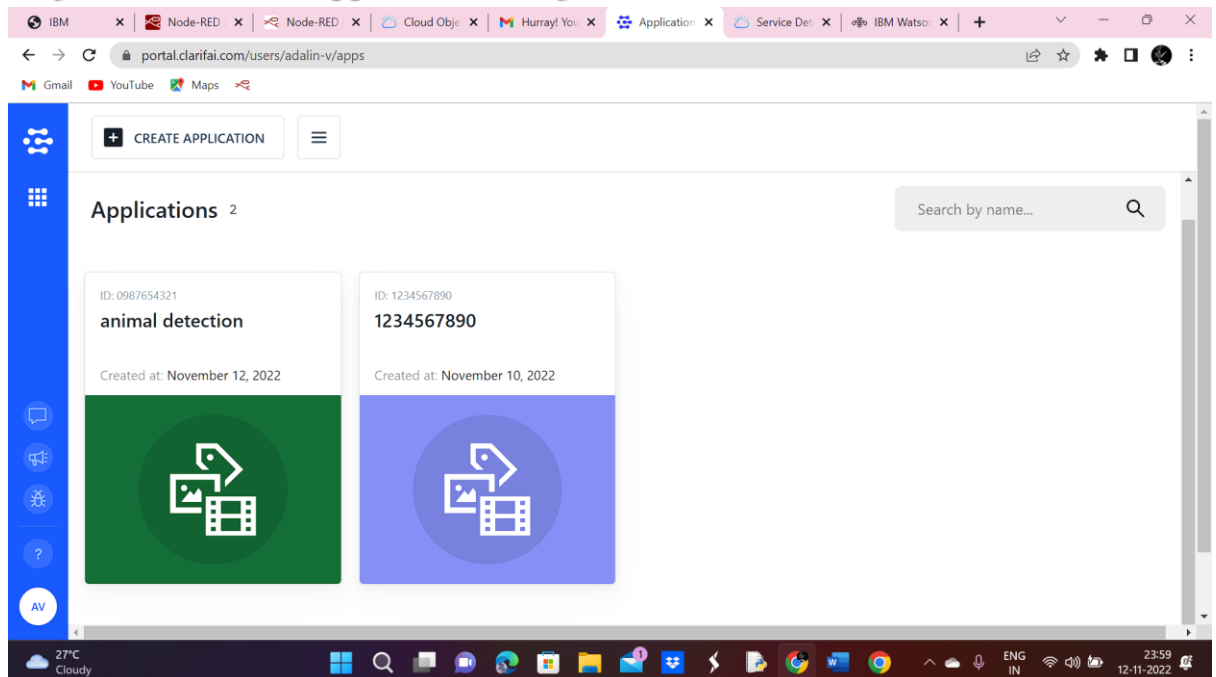 IBM
Node-RED
Node-RED
Cloud Obje
Hurray! You
Application
Service Det
IBM Watso
portal.clarifai.com/users/adalin-v/apps
Gmail
YouTube
Maps
CREATE APPLICATION
Applications 2
Search by name...
ID: 0987654321
animal detection
Created at: November 12, 2022
ID: 1234567890
1234567890
Created at: November 10, 2022
?
AV
27°C
Cloudy
1
W
ENG
IN
23:59
12-11-2022